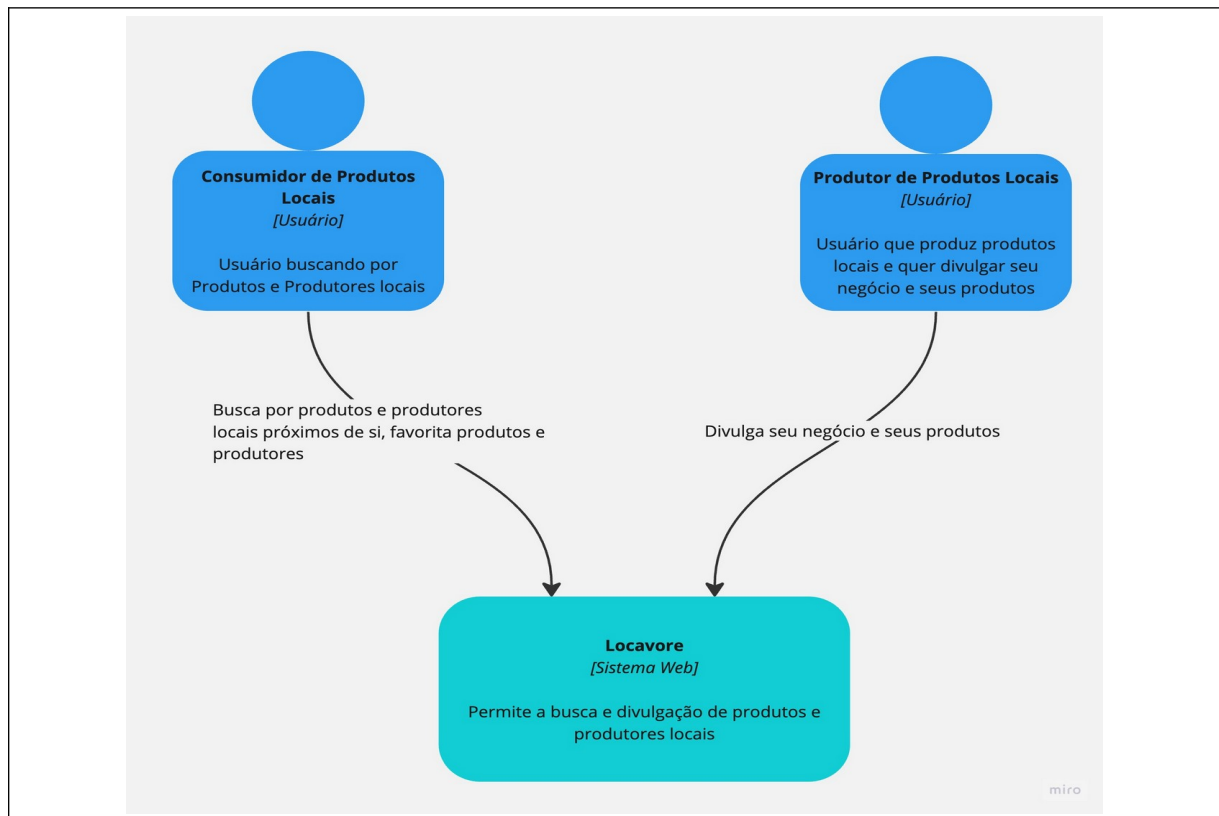 Consumidor de Produtos
Locais
[Usuário]
Usuário buscando por
Produtos e Produtores locais
Produtor de Produtos Locais
[Usuário]
Usuário que produz produtos
locais e quer divulgar seu
negócio e seus produtos
Busca por produtos e produtores
locais próximos de si, favorita produtos e
produtores
Divulga seu negócio e seus produtos
Locavore
[Sistema Web]
Permite a busca e divulgação de produtos e
produtores locais
miro